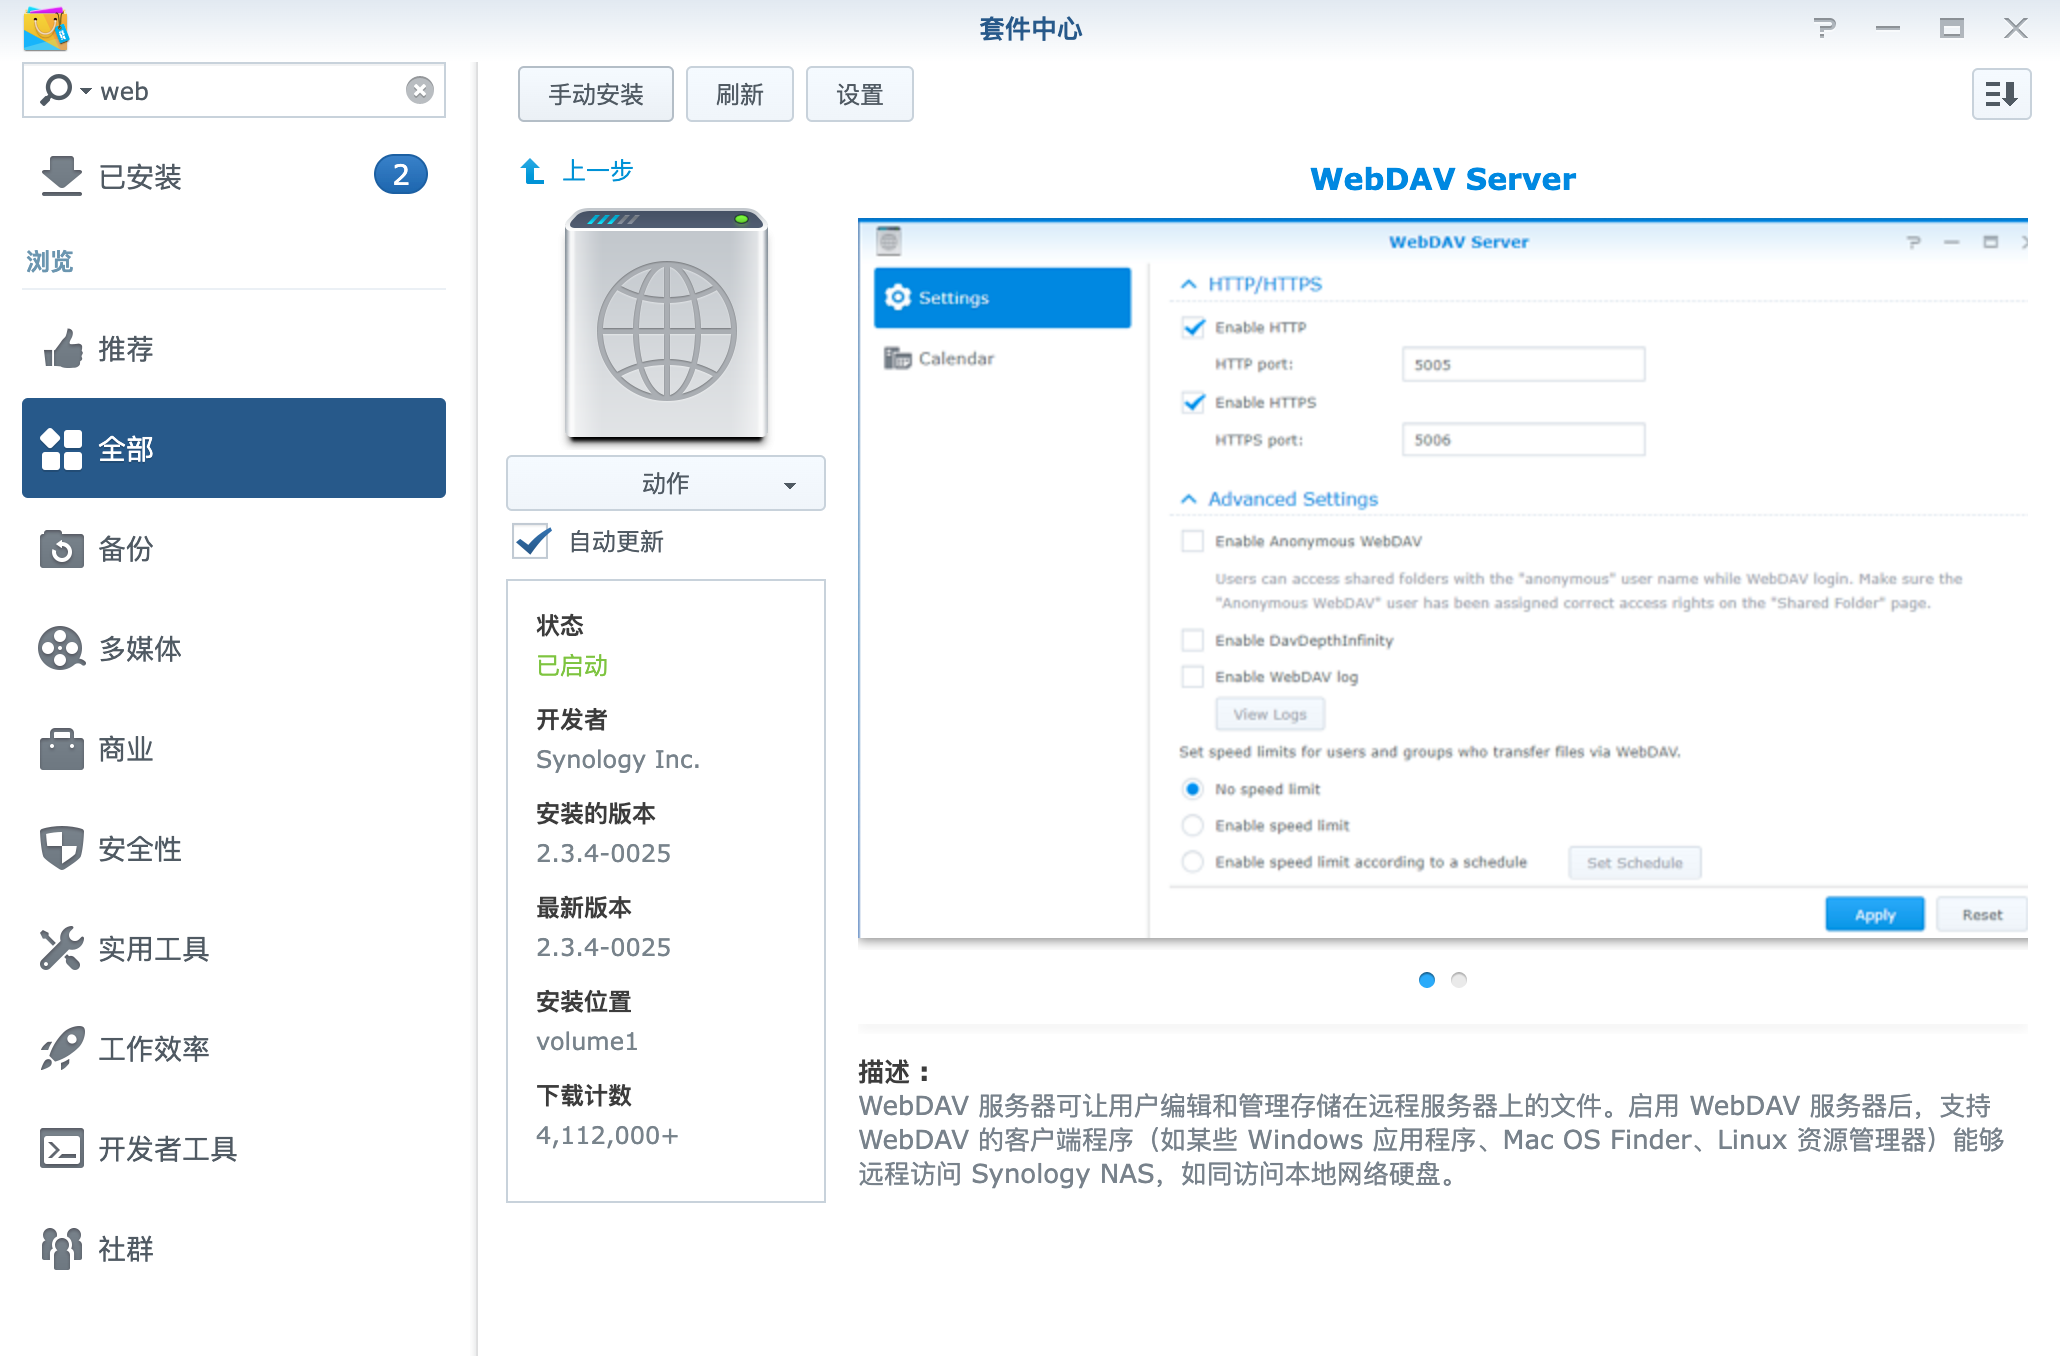 套件中心
web
手动安装
刷新
设置
已安装
2
浏览
推荐
全部
备份
多媒体
商业
安全性
实用工具
工作效率
开发者工具
社群
上一步
动作
自动更新
状态
已启动
开发者
Synology Inc.
安装的版本
2.3.4-0025
最新版本
2.3.4-0025
安装位置
volume1
下载计数
4,112,000+
WebDAV Server
WebDAV Server
Settings
Calendar
HTTP/HTTPS
Enable HTTP
HTTP port:
5005
Enable HTTPS
HTTPS port:
5006
Advanced Settings
Enable Anonymous WebDAV
Users can access shared folders with the "anonymous" user name while WebDAV login. Make sure the
"Anonymous WebDAV" user has been assigned correct access rights on the "Shared Folder" page.
Enable DavDepthInfinity
Enable WebDAV log
View Logs
Set speed limits for users and groups who transfer files via WebDAV.
No speed limit
Enable speed limit
Enable speed limit according to a schedule
Set Schedule
Apply
Reset
描述：
WebDAV 服务器可让用户编辑和管理存储在远程服务器上的文件。启用 WebDAV 服务器后，支持
WebDAV 的客户端程序（如某些 Windows 应用程序、Mac OS Finder、Linux 资源管理器）能够
远程访问 Synology NAS，如同访问本地网络硬盘。